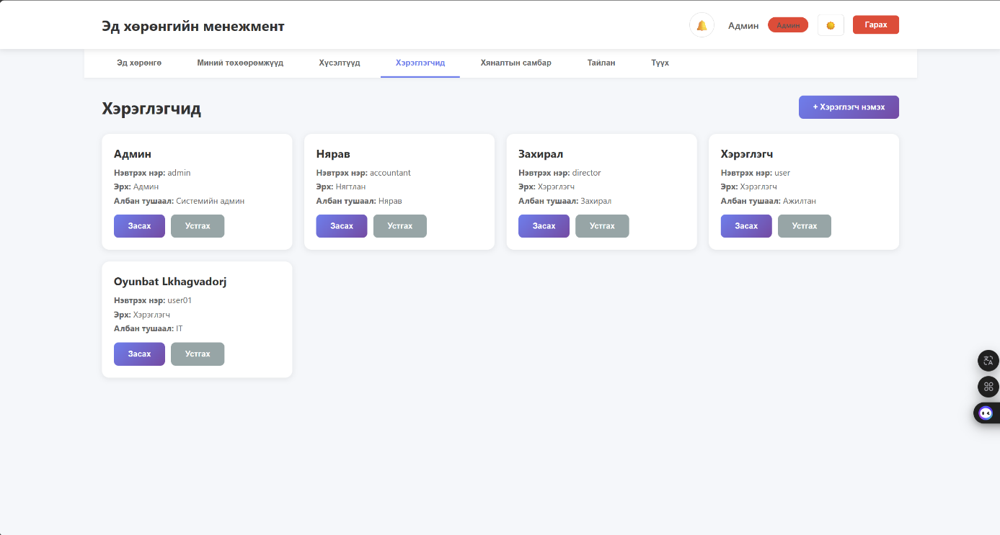 Эд хөрөнгийн менежмент
Админ
Админ
Гарах
Эд хөрөнгө
Миний төхөөрөмжүүд
Хүсэлтүүд
Хэрэглэгчид
Хяналтын самбар
Тайлан
Түүх
Хэрэглэгчид
+ Хэрэглэгч нэмэх
Админ
Нэвтрэх нэр: admin
Эрх: Админ
Албан тушаал: Системийн админ
Засах
Устгах
Нярав
Нэвтрэх нэр: accountant
Эрх: Нягтлан
Албан тушаал: Нярав
Засах
Устгах
Захирал
Нэвтрэх нэр: director
Эрх: Хэрэглэгч
Албан тушаал: Захирал
Засах
Устгах
Хэрэглэгч
Нэвтрэх нэр: user
Эрх: Хэрэглэгч
Албан тушаал: Ажилтан
Засах
Устгах
Oyunbat Lkhagvadorj
Нэвтрэх нэр: user01
Эрх: Хэрэглэгч
Албан тушаал: IT
Засах
Устгах